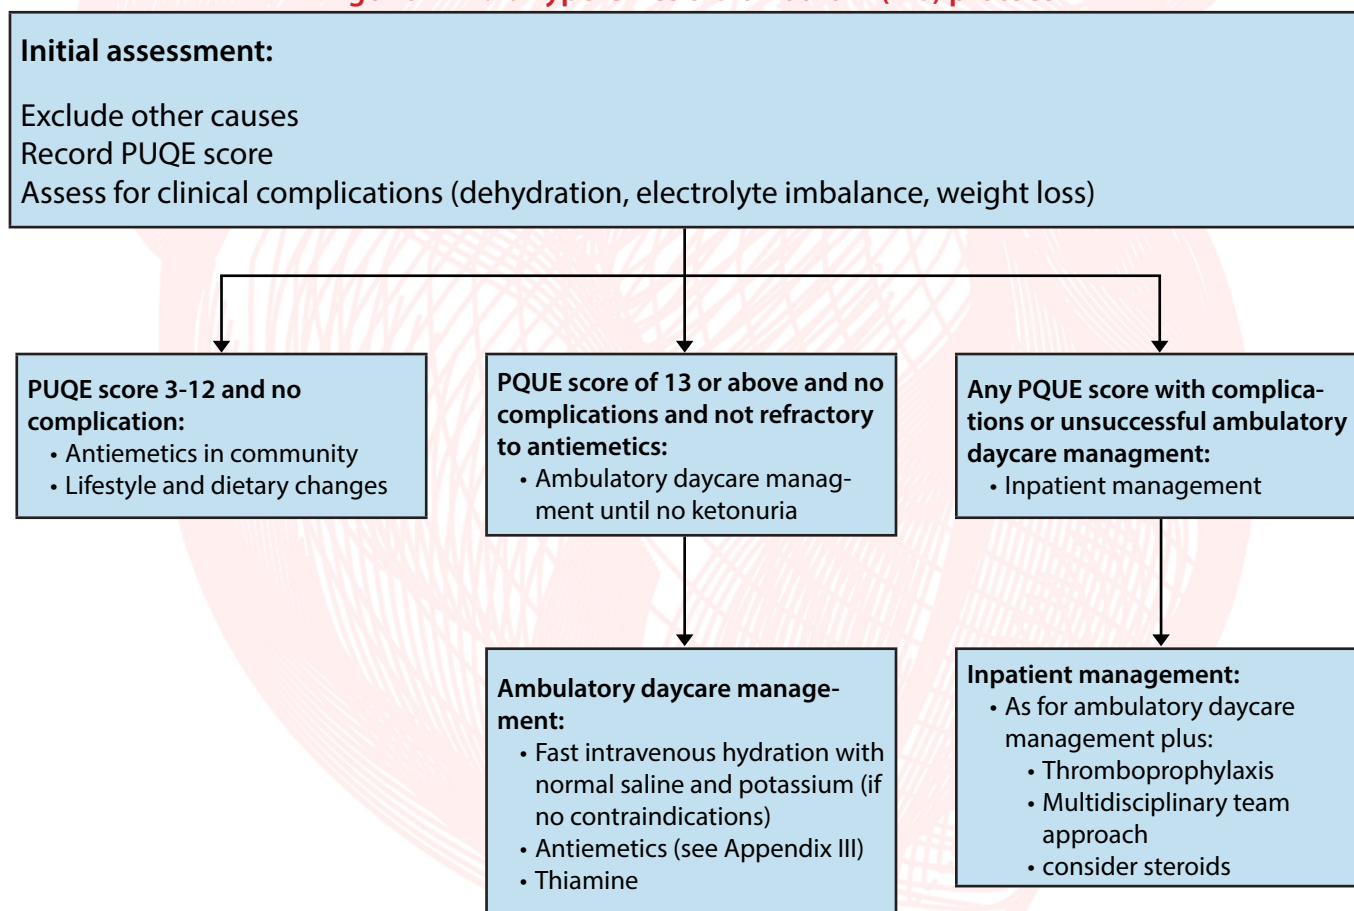 Initial assessment:
Exclude other causes
Record PUQE score
Assess for clinical complications (dehydration, electrolyte imbalance, weight loss)
PUQE score 3-12 and no
complication:
• Antiemetics in community
• Lifestyle and dietary changes
PQUE score of 13 or above and no
complications and not refractory
to antiemetics:
• Ambulatory daycare manag-
ment until no ketonuria
Any PQUE score with complica-
tions or unsuccessful ambulatory
daycare managment:
• Inpatient management
Ambulatory daycare manage-
ment:
• Fast intravenous hydration with
normal saline and potassium (if
no contraindications)
• Antiemetics (see Appendix III)
• Thiamine
Inpatient management:
• As for ambulatory daycare
management plus:
• Thromboprophylaxis
• Multidisciplinary team
approach
• consider steroids